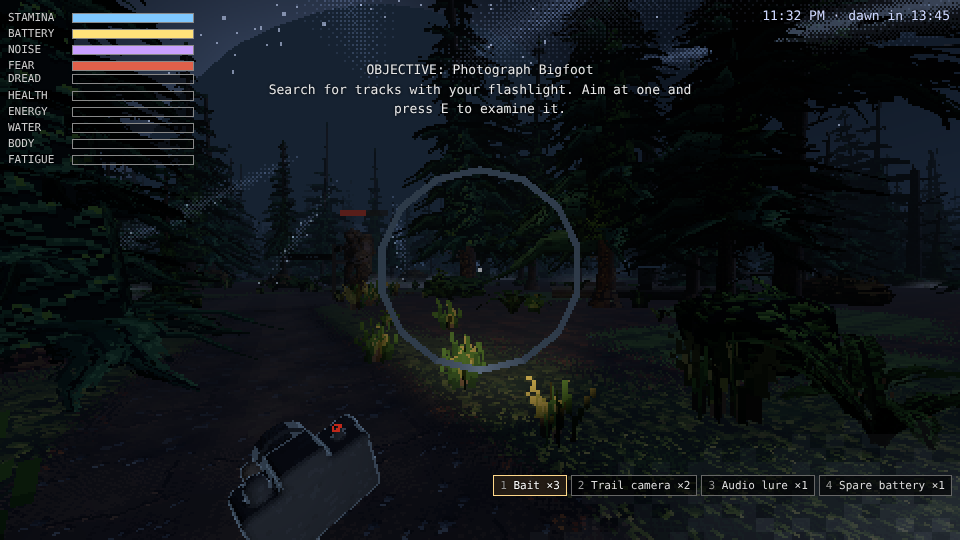 STAMINA
BATTERY
NOISE
FEAR
DREAD
HEALTH
ENERGY
WATER
BODY
FATIGUE
11:32 PM · dawn in 13:45
OBJECTIVE: Photograph Bigfoot
Search for tracks with your flashlight. Aim at one and
press E to examine it.
1 Bait ×3
2 Trail camera ×2
3 Audio lure ×1
4 Spare battery ×1